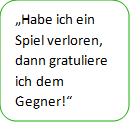 „Habe ich ein
Spiel verloren,
dann gratuliere
ich dem
Gegner!“